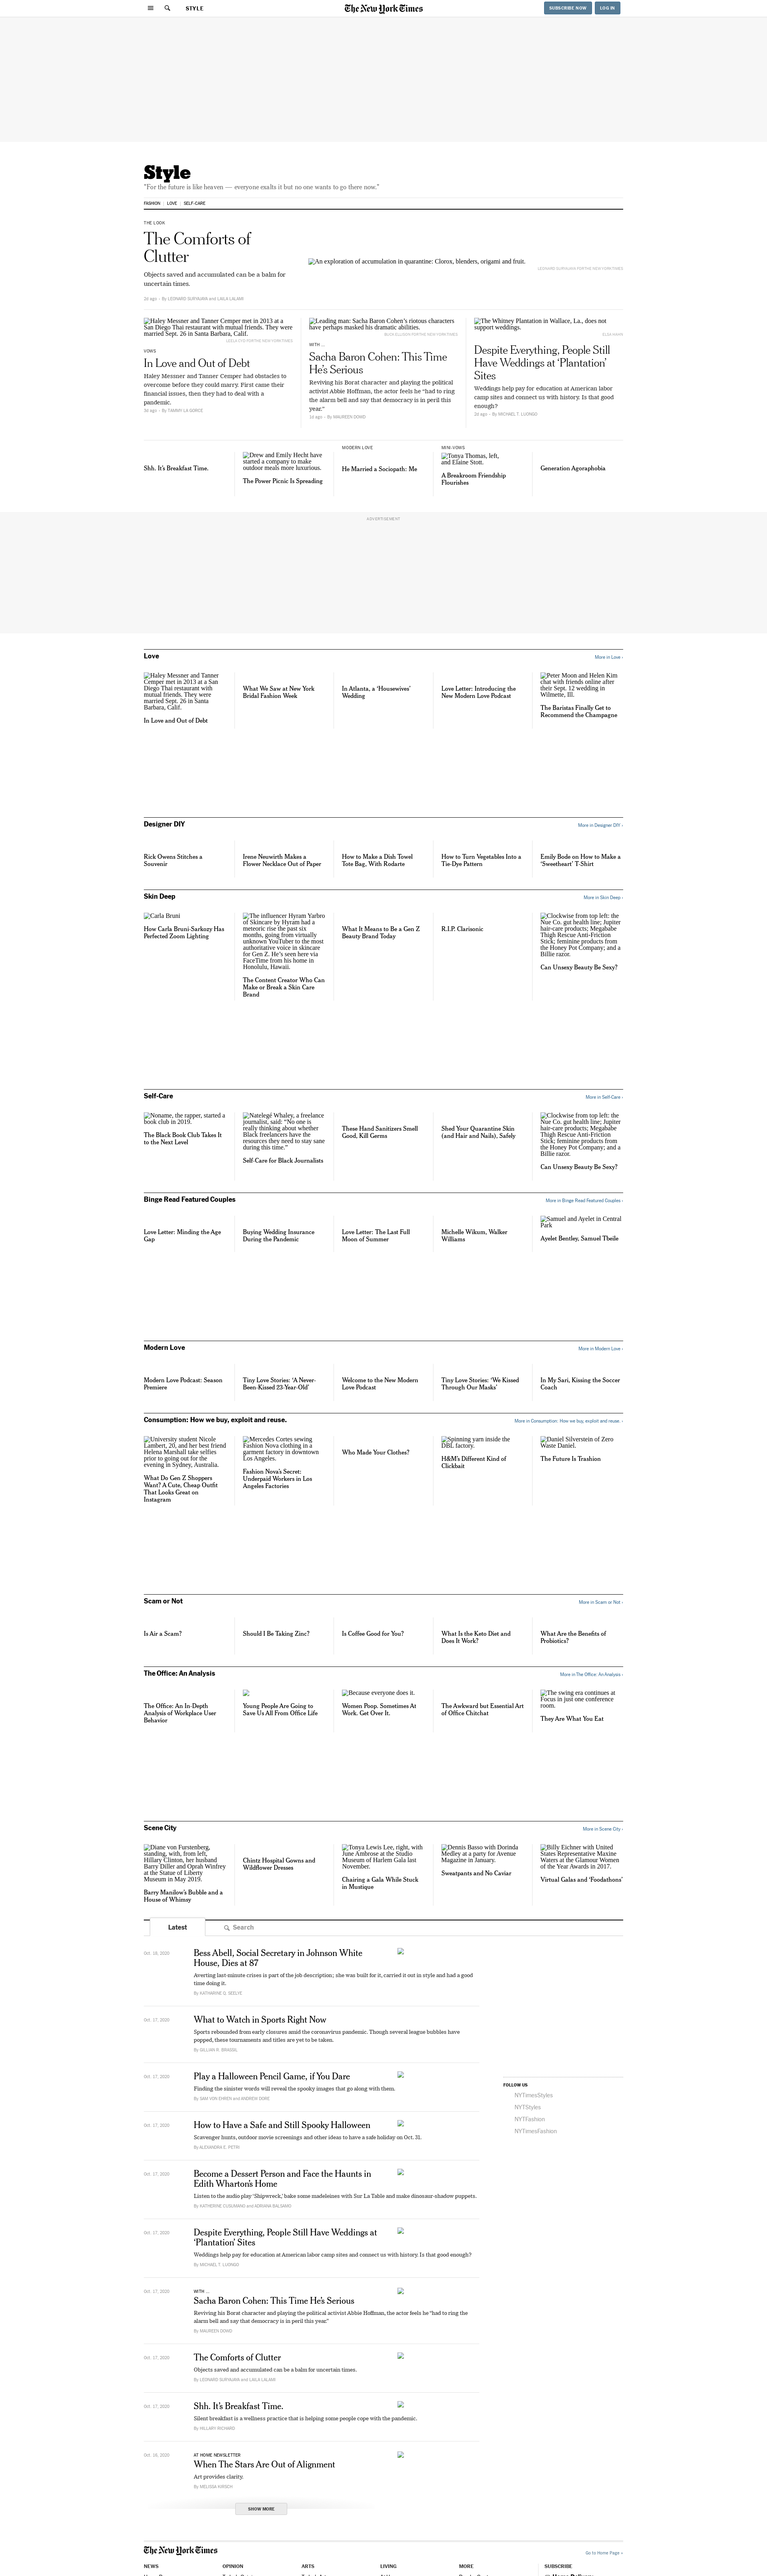 STYLE
The New York Times
SUBSCRIBE NOW
LOG IN
Style
"For the future is like heaven — everyone exalts it but no one wants to go there now."
FASHION
LOVE
SELF-CARE
THE LOOK
The Comforts of
Clutter
Objects saved and accumulated can be a balm for
uncertain times.
2d ago · By LEONARD SURYAJAYA and LAILA LALAMI
An exploration of accumulation in quarantine: Clorox, blenders, origami and fruit.
LEONARD SURYAJAYA FOR THE NEW YORK TIMES
Haley Messner and Tanner Cemper met in 2013 at a
San Diego Thai restaurant with mutual friends. They were
married Sept. 26 in Santa Barbara, Calif.
VOWS
In Love and Out of Debt
Haley Messner and Tanner Cemper had obstacles to
overcome before they could marry. First came their
financial issues, then they had to deal with a
pandemic.
3d ago · By TAMMY LA GORCE
Leading man: Sacha Baron Cohen's riotous characters
have perhaps masked his dramatic abilities.
WITH ...
Sacha Baron Cohen: This Time
He's Serious
Reviving his Borat character and playing the political
activist Abbie Hoffman, the actor feels he "had to ring
the alarm bell and say that democracy is in peril this
year."
1d ago · By MAUREEN DOWD
The Whitney Plantation in Wallace, La., does not
support weddings.
Despite Everything, People Still
Have Weddings at 'Plantation'
Sites
Weddings help pay for education at American labor
camp sites and connect us with history. Is that good
enough?
2d ago · By MICHAEL T. LUONGO
Shh. It's Breakfast Time.
Drew and Emily Hecht have
started a company to make
outdoor meals more luxurious.
The Power Picnic Is Spreading
MODERN LOVE
He Married a Sociopath: Me
MINI-VOWS
Tonya Thomas, left,
and Elaine Stott.
A Breakroom Friendship
Flourishes
Generation Agoraphobia
ADVERTISEMENT
Love
More in Love ›
Haley Messner and Tanner
Cemper met in 2013 at a San
Diego Thai restaurant with
mutual friends. They were
married Sept. 26 in Santa
Barbara, Calif.
In Love and Out of Debt
What We Saw at New York
Bridal Fashion Week
In Atlanta, a 'Housewives'
Wedding
Love Letter: Introducing the
New Modern Love Podcast
Peter Moon and Helen Kim
chat with friends online after
their Sept. 12 wedding in
Wilmette, Ill.
The Baristas Finally Get to
Recommend the Champagne
Designer DIY
More in Designer DIY ›
Rick Owens Stitches a
Souvenir
Irene Neuwirth Makes a
Flower Necklace Out of Paper
How to Make a Dish Towel
Tote Bag, With Rodarte
How to Turn Vegetables Into a
Tie-Dye Pattern
Emily Bode on How to Make a
'Sweetheart' T-Shirt
Skin Deep
More in Skin Deep ›
Carla Bruni
How Carla Bruni-Sarkozy Has
Perfected Zoom Lighting
The influencer Hyram Yarbro
of Skincare by Hyram had a
meteoric rise the past six
months, going from virtually
unknown YouTuber to the most
authoritative voice in skincare
for Gen Z. He's seen here via
FaceTime from his home in
Honolulu, Hawaii.
The Content Creator Who Can
Make or Break a Skin Care
Brand
What It Means to Be a Gen Z
Beauty Brand Today
R.I.P. Clarisonic
Clockwise from top left: the
Nue Co. gut health line; Jupiter
hair-care products; Megababe
Thigh Rescue Anti-Friction
Stick; feminine products from
the Honey Pot Company; and a
Billie razor.
Can Unsexy Beauty Be Sexy?
Self-Care
More in Self-Care ›
Noname, the rapper, started a
book club in 2019.
The Black Book Club Takes It
to the Next Level
Natelegé Whaley, a freelance
journalist, said: "No one is
really thinking about whether
Black freelancers have the
resources they need to stay sane
during this time."
Self-Care for Black Journalists
These Hand Sanitizers Smell
Good, Kill Germs
Shed Your Quarantine Skin
(and Hair and Nails), Safely
Clockwise from top left: the
Nue Co. gut health line; Jupiter
hair-care products; Megababe
Thigh Rescue Anti-Friction
Stick; feminine products from
the Honey Pot Company; and a
Billie razor.
Can Unsexy Beauty Be Sexy?
Binge Read Featured Couples
More in Binge Read Featured Couples ›
Love Letter: Minding the Age
Gap
Buying Wedding Insurance
During the Pandemic
Love Letter: The Last Full
Moon of Summer
Michelle Wikum, Walker
Williams
Samuel and Ayelet in Central
Park
Ayelet Bentley, Samuel Tbeile
Modern Love
More in Modern Love ›
Modern Love Podcast: Season
Premiere
Tiny Love Stories: 'A Never-
Been-Kissed 23-Year-Old'
Welcome to the New Modern
Love Podcast
Tiny Love Stories: 'We Kissed
Through Our Masks'
In My Sari, Kissing the Soccer
Coach
Consumption: How we buy, exploit and reuse.
More in Consumption: How we buy, exploit and reuse. ›
University student Nicole
Lambert, 20, and her best friend
Helena Marshall take selfies
prior to going out for the
evening in Sydney, Australia.
What Do Gen Z Shoppers
Want? A Cute, Cheap Outfit
That Looks Great on
Instagram
Mercedes Cortes sewing
Fashion Nova clothing in a
garment factory in downtown
Los Angeles.
Fashion Nova's Secret:
Underpaid Workers in Los
Angeles Factories
Who Made Your Clothes?
Spinning yarn inside the
DBL factory.
H&M's Different Kind of
Clickbait
Daniel Silverstein of Zero
Waste Daniel.
The Future Is Trashion
Scam or Not
More in Scam or Not ›
Is Air a Scam?
Should I Be Taking Zinc?
Is Coffee Good for You?
What Is the Keto Diet and
Does It Work?
What Are the Benefits of
Probiotics?
The Office: An Analysis
More in The Office: An Analysis ›
The Office: An In-Depth
Analysis of Workplace User
Behavior
Young People Are Going to
Save Us All From Office Life
Because everyone does it.
Women Poop. Sometimes At
Work. Get Over It.
The Awkward but Essential Art
of Office Chitchat
The swing era continues at
Focus in just one conference
room.
They Are What You Eat
Scene City
More in Scene City ›
Diane von Furstenberg,
standing, with, from left,
Hillary Clinton, her husband
Barry Diller and Oprah Winfrey
at the Statue of Liberty
Museum in May 2019.
Barry Manilow's Bubble and a
House of Whimsy
Chintz Hospital Gowns and
Wildflower Dresses
Tonya Lewis Lee, right, with
June Ambrose at the Studio
Museum of Harlem Gala last
November.
Chairing a Gala While Stuck
in Mustique
Dennis Basso with Dorinda
Medley at a party for Avenue
Magazine in January.
Sweatpants and No Caviar
Billy Eichner with United
States Representative Maxine
Waters at the Glamour Women
of the Year Awards in 2017.
Virtual Galas and 'Foodathons'
Latest
Search
Oct. 18, 2020
Bess Abell, Social Secretary in Johnson White
House, Dies at 87
Averting last-minute crises is part of the job description; she was built for it, carried it out in style and had a good
time doing it.
By KATHARINE Q. SEELYE
Oct. 17, 2020
What to Watch in Sports Right Now
Sports rebounded from early closures amid the coronavirus pandemic. Though several league bubbles have
popped, these tournaments and titles are yet to be taken.
By GILLIAN R. BRASSIL
Oct. 17, 2020
Play a Halloween Pencil Game, if You Dare
Finding the sinister words will reveal the spooky images that go along with them.
By SAM VON EHREN and ANDREW SORE
Oct. 17, 2020
How to Have a Safe and Still Spooky Halloween
Scavenger hunts, outdoor movie screenings and other ideas to have a safe holiday on Oct. 31.
By ALEXANDRA E. PETRI
Oct. 17, 2020
Become a Dessert Person and Face the Haunts in
Edith Wharton's Home
Listen to the audio play 'Shipwreck,' bake some madeleines with Sur La Table and make dinosaur-shadow puppets.
By KATHERINE CUSUMANO and ADRIANA BALSAMO
Oct. 17, 2020
Despite Everything, People Still Have Weddings at
'Plantation' Sites
Weddings help pay for education at American labor camp sites and connect us with history. Is that good enough?
By MICHAEL T. LUONGO
Oct. 17, 2020
WITH ...
Sacha Baron Cohen: This Time He's Serious
Reviving his Borat character and playing the political activist Abbie Hoffman, the actor feels he "had to ring the
alarm bell and say that democracy is in peril this year."
By MAUREEN DOWD
Oct. 17, 2020
The Comforts of Clutter
Objects saved and accumulated can be a balm for uncertain times.
By LEONARD SURYAJAYA and LAILA LALAMI
Oct. 17, 2020
Shh. It's Breakfast Time.
Silent breakfast is a wellness practice that is helping some people cope with the pandemic.
By HILLARY RICHARD
Oct. 16, 2020
AT HOME NEWSLETTER
When The Stars Are Out of Alignment
Art provides clarity.
By MELISSA KIRSCH
SHOW MORE
FOLLOW US
NYTimesStyles
NYTStyles
NYTFashion
NYTimesFashion
The New York Times
Go to Home Page »
NEWS
OPINION
ARTS
LIVING
MORE
SUBSCRIBE